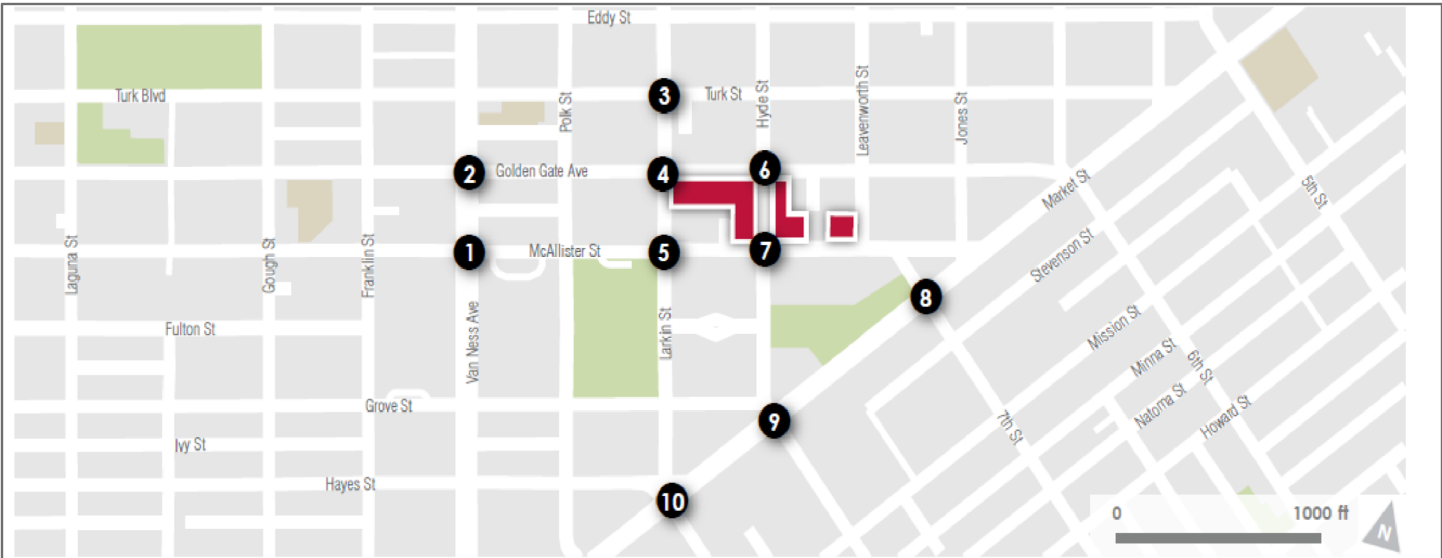 Eddy St
Turk Blvd
3
Turk St
Polk St
Hyde St
Leavenworth St
Jones St
2
Golden Gate Ave
4
6
Market St
5th St
1
McAllister St
5
7
Laguna St
Gough St
Franklin St
Stevenson St
8
Fulton St
Van Ness Ave
Larkin St
Mission St
Minna St
6th St
Natoma St
Howard St
Grove St
9
7th St
Ivy St
Hayes St
10
0 1000 ft
N